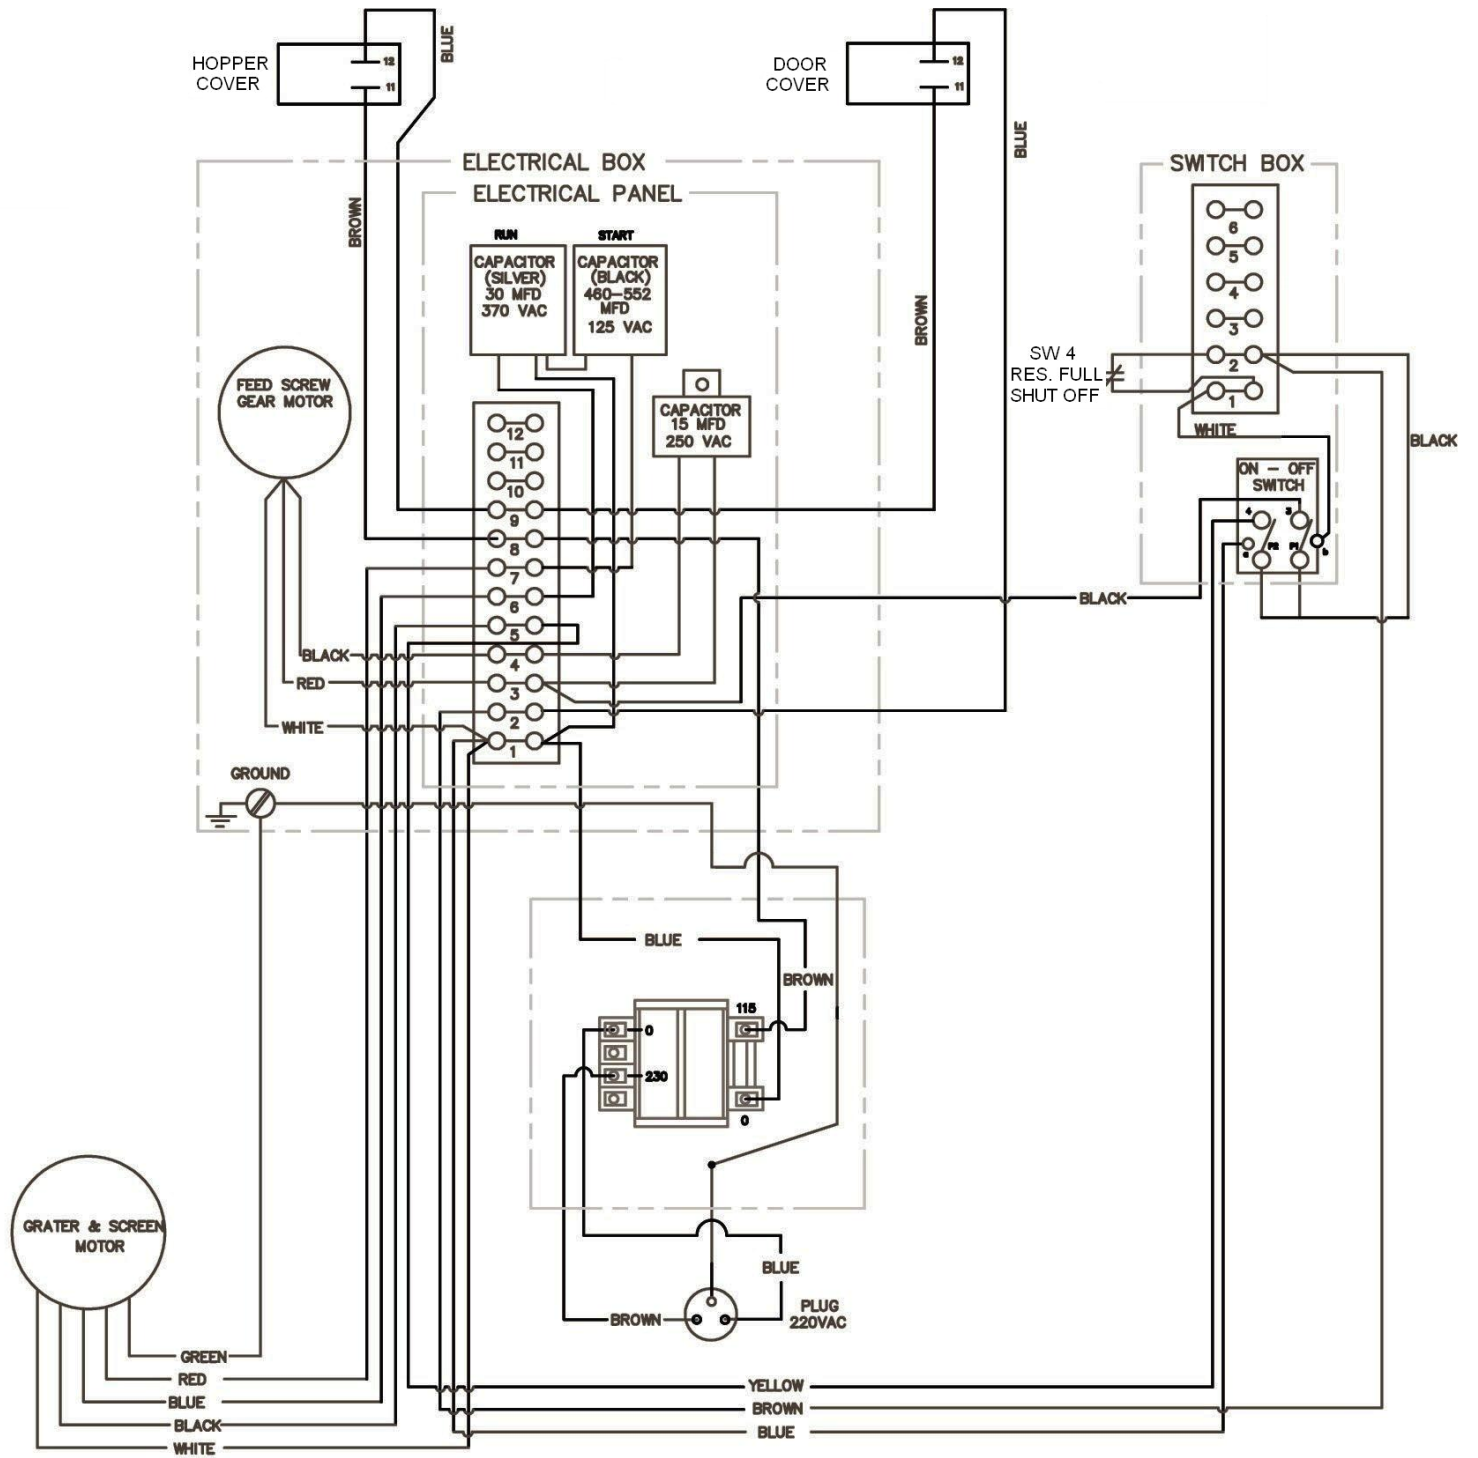 HOPPER
COVER
12
11
BLUE
DOOR
COVER
12
11
BLUE
BROWN
BROWN
ELECTRICAL BOX
ELECTRICAL PANEL
RUN
CAPACITOR
(SILVER)
30 MFD
370 VAC
START
CAPACITOR
(BLACK)
460-552
MFD
125 VAC
CAPACITOR
15 MFD
250 VAC
FEED SCREW
GEAR MOTOR
12
11
10
9
8
7
6
5
4
3
2
1
BLACK
RED
WHITE
GROUND
SWITCH BOX
6
5
4
3
2
1
SW 4
RES. FULL
SHUT OFF
WHITE
BLACK
ON - OFF
SWITCH
4
3
P2
P1
a
b
BLACK
BLUE
BROWN
115
0
230
0
BLUE
BROWN
PLUG
220VAC
GRATER & SCREEN
MOTOR
GREEN
RED
BLUE
BLACK
WHITE
YELLOW
BROWN
BLUE